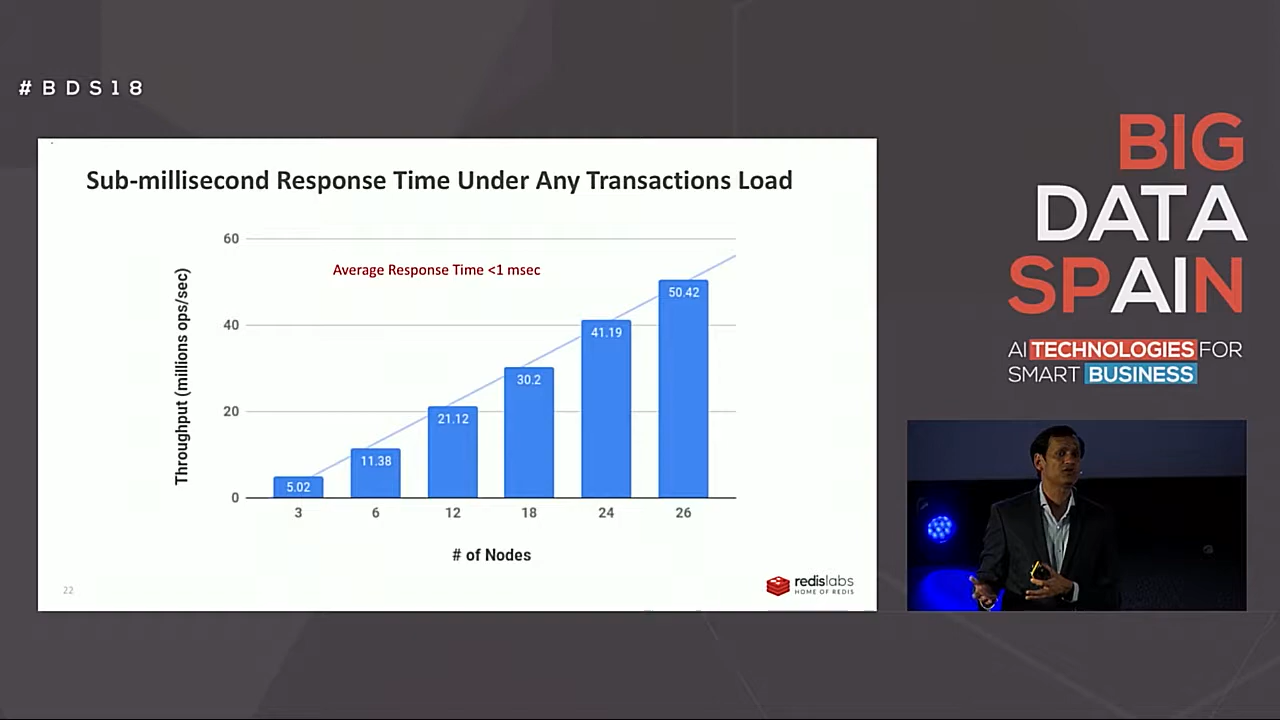 #BDS18
Sub-millisecond Response Time Under Any Transactions Load
Average Response Time <1 msec
Throughput (millions ops/sec)
60
40
20
0
5.02
11.38
21.12
30.2
41.19
50.42
3 6 12 18 24 26
# of Nodes
22
redislabs
HOME OF REDIS
BIG
DATA
SPAIN
AI TECHNOLOGIES FOR
SMART BUSINESS